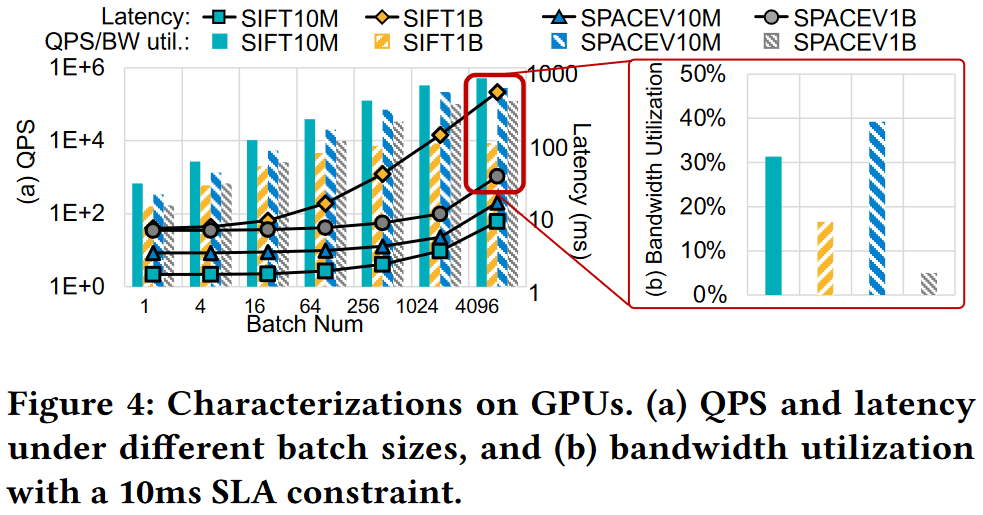 Latency: SIFT10M SIFT1B SPACEV10M SPACEV1B
QPS/BW util.: SIFT10M SIFT1B SPACEV10M SPACEV1B
(a) QPS
1E+6
1E+4
1E+2
1E+0
1 4 16 64 256 1024 4096
Batch Num
1000
100
10
1
Latency (ms)
(b) Bandwidth Utilization
50%
40%
30%
20%
10%
0%
Figure 4: Characterizations on GPUs. (a) QPS and latency
under different batch sizes, and (b) bandwidth utilization
with a 10ms SLA constraint.